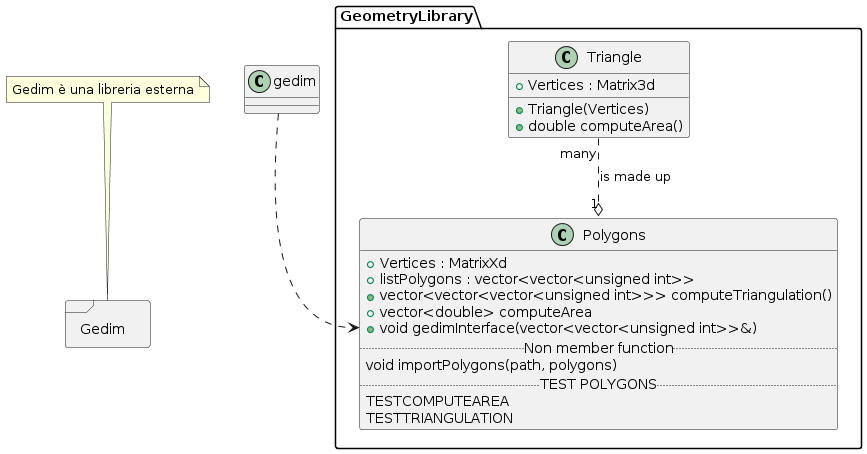 GeometryLibrary
Gedim è una libreria esterna
C gedim
C Triangle
Vertices : Matrix3d
Triangle(Vertices)
double computeArea()
many
is made up
1
C Polygons
Vertices : MatrixXd
listPolygons : vector<vector<unsigned int>>
vector<vector<vector<unsigned int>>> computeTriangulation()
vector<double> computeArea
void gedimInterface(vector<vector<unsigned int>>&)
Non member function
void importPolygons(path, polygons)
TEST POLYGONS
TESTCOMPUTEAREA
TESTTRIANGULATION
Gedim